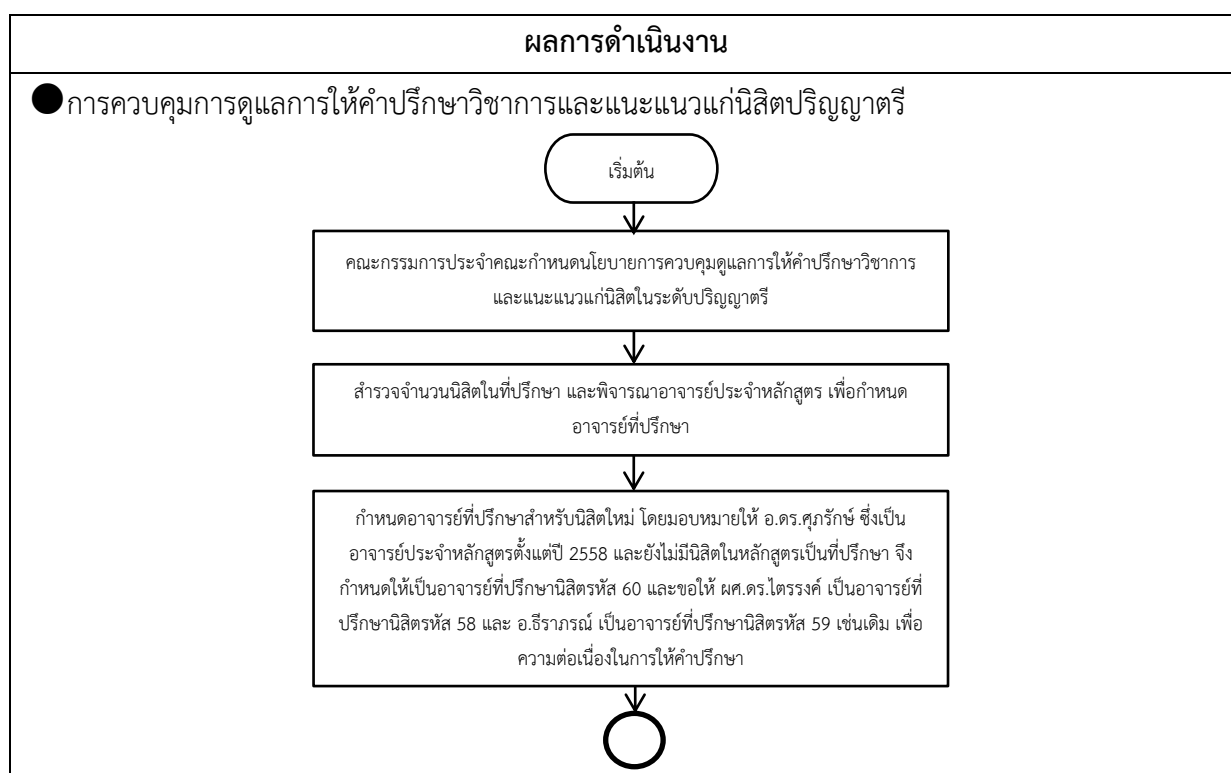 ผลการดำเนินงาน
●การควบคุมการดูแลการให้คำปรึกษาวิชาการและแนะแนวแก่นิสิตปริญญาตรี
เริ่มต้น
คณะกรรมการประจำคณะกำหนดนโยบายการควบคุมดูแลการให้คำปรึกษาวิชาการ
และแนะแนวแก่นิสิตในระดับปริญญาตรี
สำรวจจำนวนนิสิตในที่ปรึกษา และพิจารณาอาจารย์ประจำหลักสูตร เพื่อกำหนด
อาจารย์ที่ปรึกษา
กำหนดอาจารย์ที่ปรึกษาสำหรับนิสิตใหม่ โดยมอบหมายให้ อ.ดร.ศุภรักษ์ ซึ่งเป็น
อาจารย์ประจำหลักสูตรตั้งแต่ปี 2558 และยังไม่มีนิสิตในหลักสูตรเป็นที่ปรึกษา จึง
กำหนดให้เป็นอาจารย์ที่ปรึกษานิสิตรหัส 60 และขอให้ ผศ.ดร.ไตรรงค์ เป็นอาจารย์ที่
ปรึกษานิสิตรหัส 58 และ อ.ธีราภรณ์ เป็นอาจารย์ที่ปรึกษานิสิตรหัส 59 เช่นเดิม เพื่อ
ความต่อเนื่องในการให้คำปรึกษา